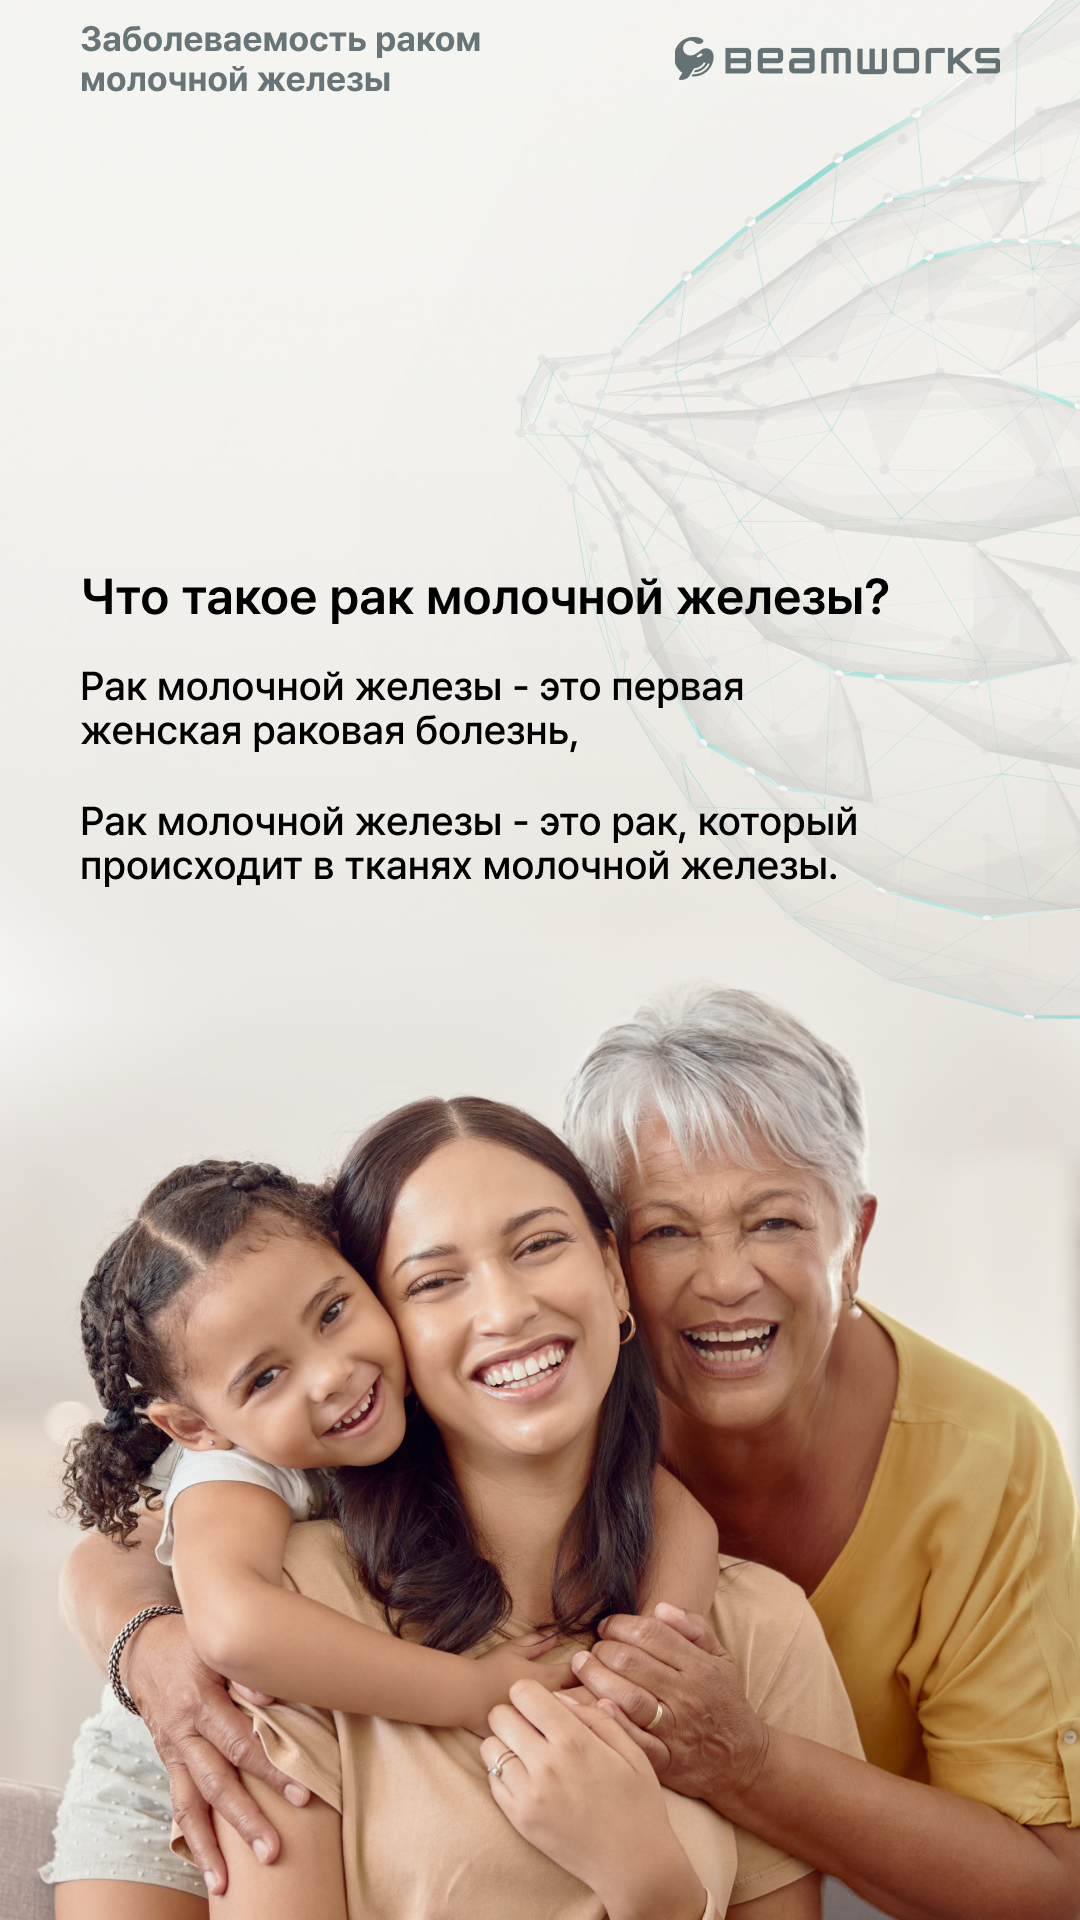 Заболеваемость раком
молочной железы
BEAMWORKS
Что такое рак молочной железы?
Рак молочной железы - это первая
женская раковая болезнь,
Рак молочной железы - это рак, который
происходит в тканях молочной железы.